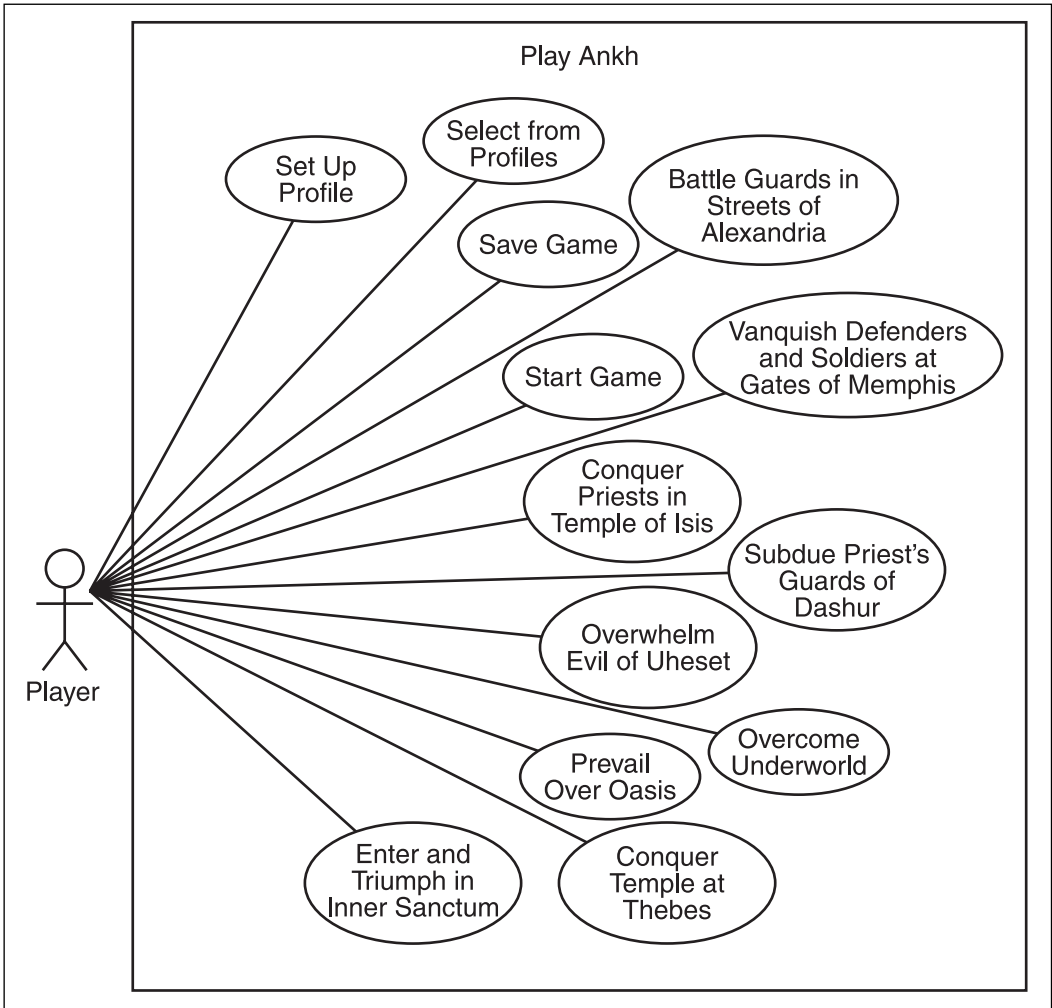 Play Ankh
Set Up
Profile
Select from
Profiles
Save Game
Battle Guards in
Streets of
Alexandria
Start Game
Vanquish Defenders
and Soldiers at
Gates of Memphis
Conquer
Priests in
Temple of Isis
Subdue Priest's
Guards of
Dashur
Overwhelm
Evil of Uheset
Player
Overcome
Underworld
Prevail
Over Oasis
Enter and
Triumph in
Inner Sanctum
Conquer
Temple at
Thebes